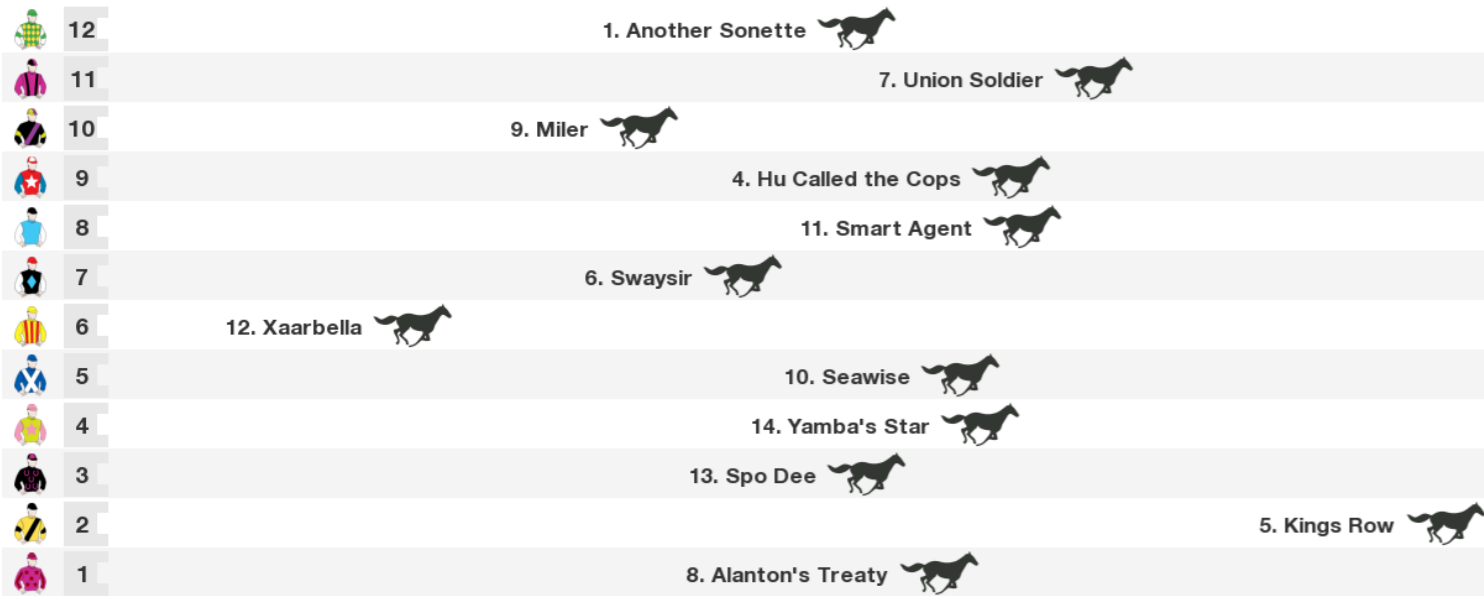 12 1. Another Sonette
11 7. Union Soldier
10 9. Miler
9 4. Hu Called the Cops
8 11. Smart Agent
7 6. Swaysir
6 12. Xaarbella
5 10. Seawise
4 14. Yamba's Star
3 13. Spo Dee
2 5. Kings Row
1 8. Alanton's Treaty